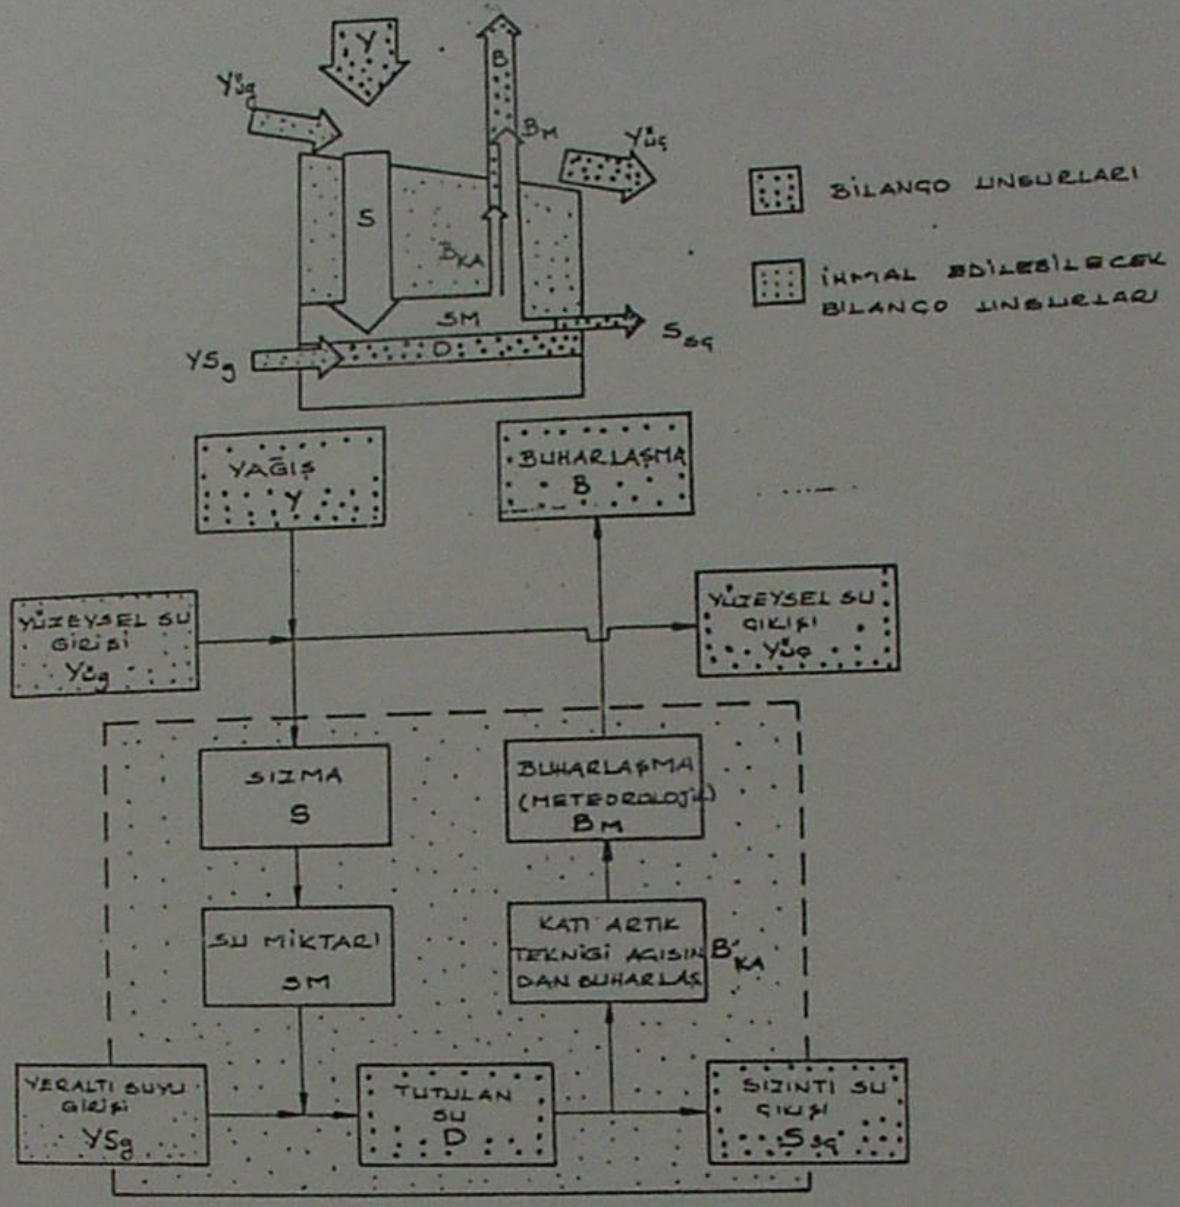 Y
YÜg
B
BM
YÜÇ
S
BKA
SM
D
YSg
SSÇ
BİLANÇO UNSURLARI
İHMAL EDİLEBİLECEK
BİLANÇO UNSURLARI
YAĞIŞ
Y
BUHARLAŞMA
B
YÜZEYSEL SU
GİRİŞİ
YÜg
YÜZEYSEL SU
ÇIKIŞI
YÜÇ
SIZMA
S
BUHARLAŞMA
(METEOROLOJİK)
BM
SU MİKTARI
SM
KATI ARTIK
TEKNİĞİ AÇISIN
DAN BUHARLAŞ
BKA
YERALTI SUYU
GİRİŞİ
YSg
TUTULAN
SU
D
SIZINTI SU
ÇIKIŞI
SSÇ